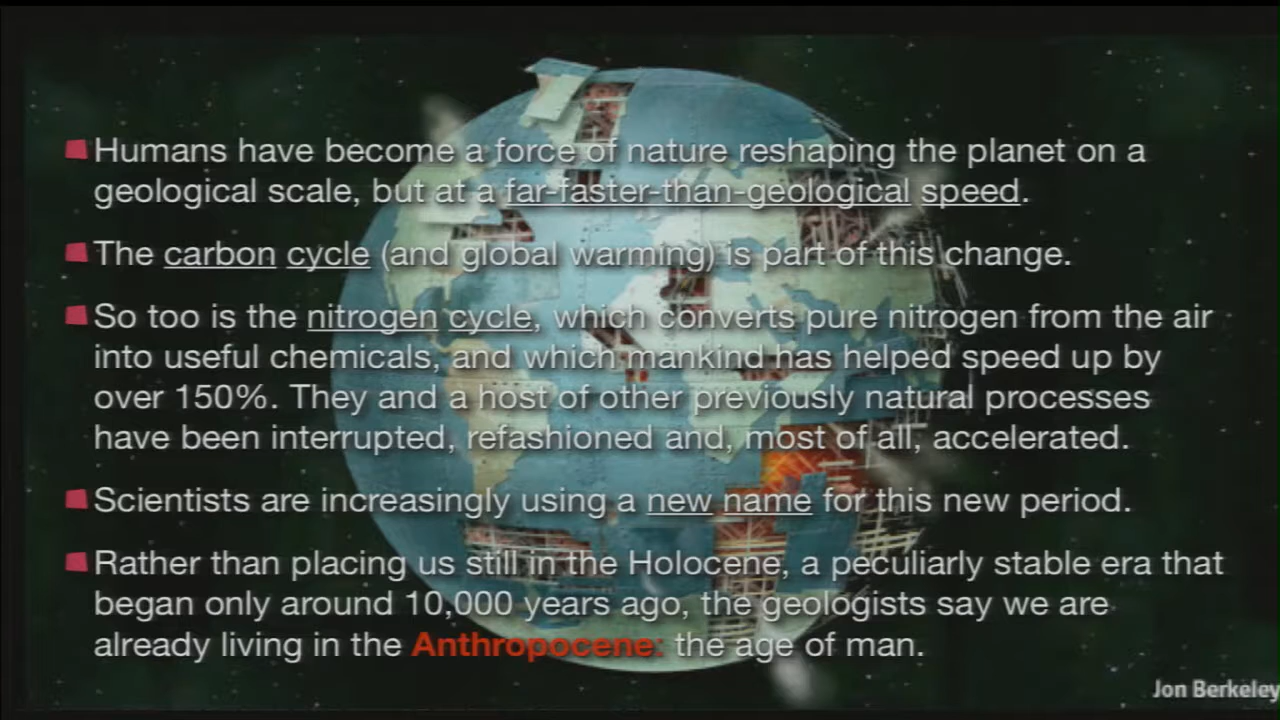 Humans have become a force of nature reshaping the planet on a
geological scale, but at a far-faster-than-geological speed.
The carbon cycle (and global warming) is part of this change.
So too is the nitrogen cycle, which converts pure nitrogen from the air
into useful chemicals, and which mankind has helped speed up by
over 150%. They and a host of other previously natural processes
have been interrupted, refashioned and, most of all, accelerated.
Scientists are increasingly using a new name for this new period.
Rather than placing us still in the Holocene, a peculiarly stable era that
began only around 10,000 years ago, the geologists say we are
already living in the Anthropocene: the age of man.
Jon Berkeley